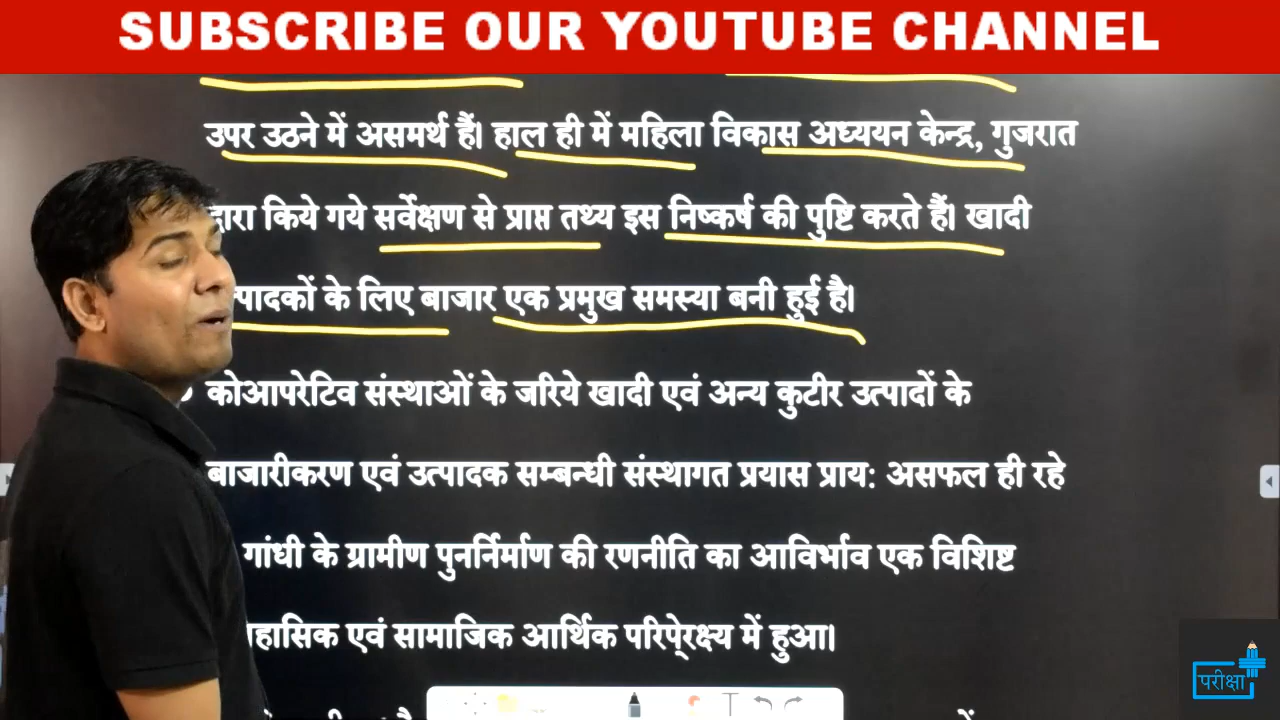 SUBSCRIBE OUR YOUTUBE CHANNEL
उपर उठने में असमर्थ हैं। हाल ही में महिला विकास अध्ययन केन्द्र, गुजरात
द्वारा किये गये सर्वेक्षण से प्राप्त तथ्य इस निष्कर्ष की पुष्टि करते हैं। खादी
के लिए बाजार एक प्रमुख समस्या बनी हुई है।
कोआपरेटिव संस्थाओं के जरिये खादी एवं अन्य कुटीर उत्पादों के
बाजारीकरण एवं उत्पादक सम्बन्धी संस्थागत प्रयास प्राय: असफल ही रहे
गांधी के ग्रामीण पुनर्निर्माण की रणनीति का आविर्भाव एक विशिष्ट
एवं सामाजिक आर्थिक परिप्रेक्ष्य में हुआ।
परीक्षा